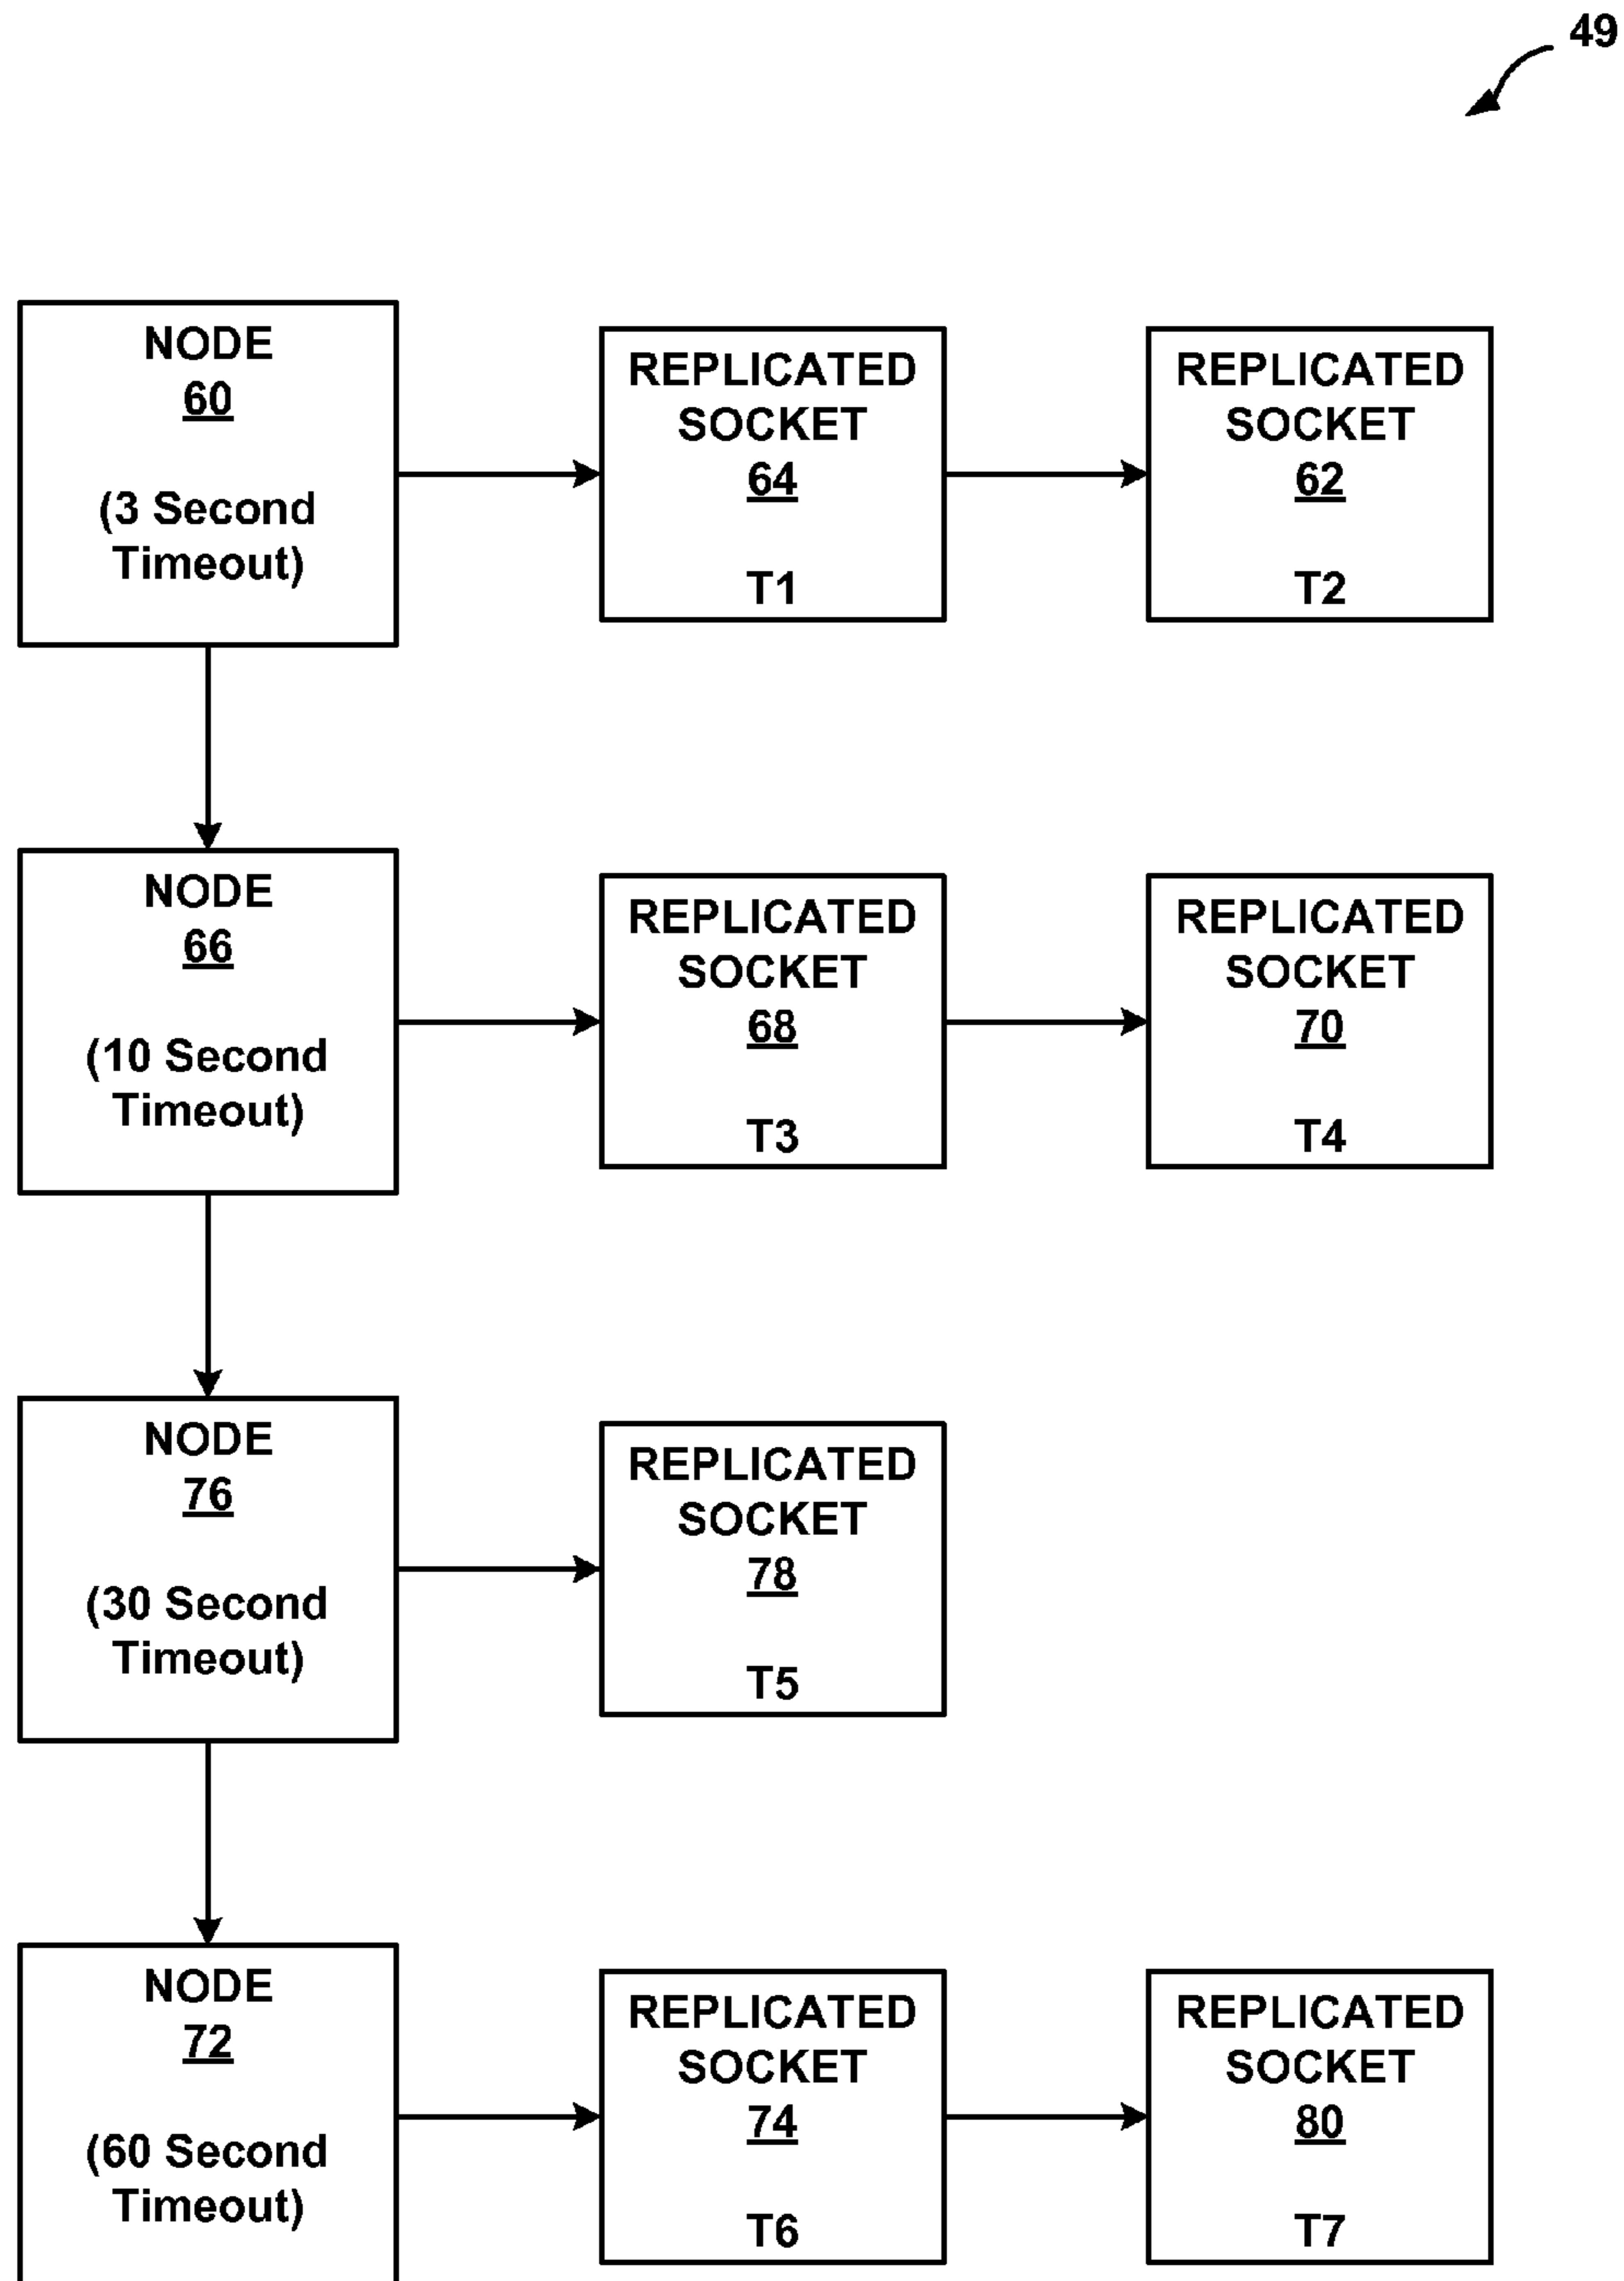 49
NODE
60
(3 Second
Timeout)
REPLICATED
SOCKET
64
T1
REPLICATED
SOCKET
62
T2
NODE
66
(10 Second
Timeout)
REPLICATED
SOCKET
68
T3
REPLICATED
SOCKET
70
T4
NODE
76
(30 Second
Timeout)
REPLICATED
SOCKET
78
T5
NODE
72
(60 Second
Timeout)
REPLICATED
SOCKET
74
T6
REPLICATED
SOCKET
80
T7